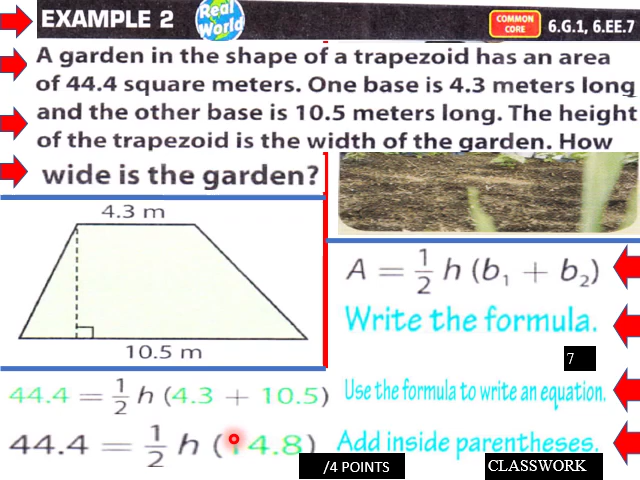 EXAMPLE 2
Real World
COMMON CORE
6.G.1, 6.EE.7
A garden in the shape of a trapezoid has an area
of 44.4 square meters. One base is 4.3 meters long
and the other base is 10.5 meters long. The height
of the trapezoid is the width of the garden. How
wide is the garden?
4.3 m
10.5 m
A = 1/2 h (b₁ + b₂)
Write the formula.
7
44.4 = 1/2 h (4.3 + 10.5)
Use the formula to write an equation.
44.4 = 1/2 h (14.8)
Add inside parentheses.
/4 POINTS
CLASSWORK